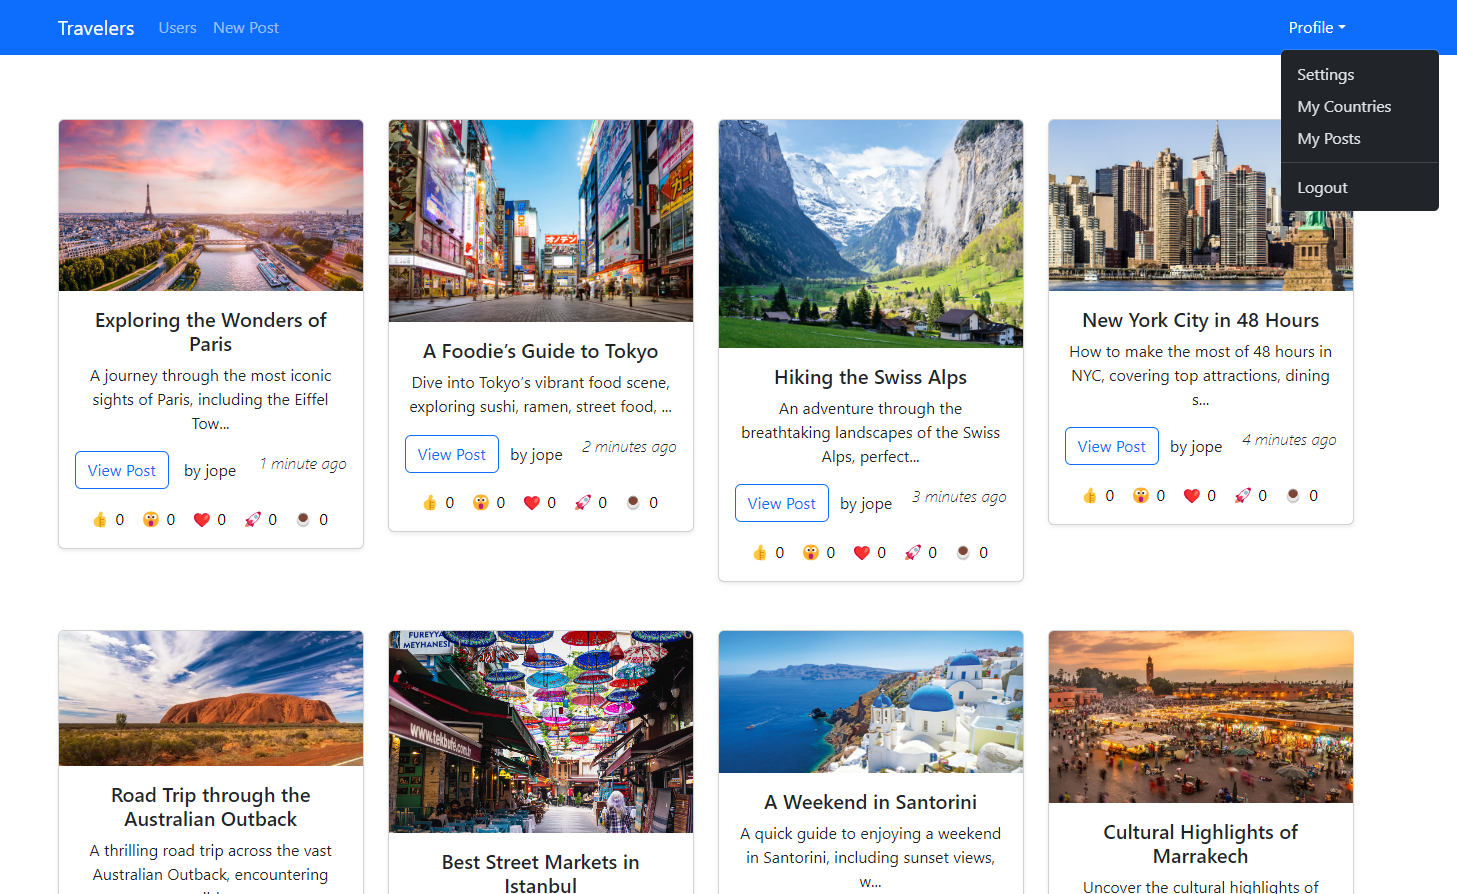 Travelers Users New Post Profile
Settings
My Countries
My Posts
Logout
Exploring the Wonders of
Paris
A journey through the most iconic
sights of Paris, including the Eiffel
Tow...
View Post by jope 1 minute ago
0 0 0 0 0
オノデン
A Foodie’s Guide to Tokyo
Dive into Tokyo’s vibrant food scene,
exploring sushi, ramen, street food, ...
View Post by jope 2 minutes ago
0 0 0 0 0
Hiking the Swiss Alps
An adventure through the
breathtaking landscapes of the Swiss
Alps, perfect...
View Post by jope 3 minutes ago
0 0 0 0 0
New York City in 48 Hours
How to make the most of 48 hours in
NYC, covering top attractions, dining
s...
View Post by jope 4 minutes ago
0 0 0 0 0
Road Trip through the
Australian Outback
A thrilling road trip across the vast
Australian Outback, encountering
FUREYYA
MEYHANESI
www.tekbufe.com.tr
Best Street Markets in
Istanbul
A Weekend in Santorini
A quick guide to enjoying a weekend
in Santorini, including sunset views,
w...
Cultural Highlights of
Marrakech
Uncover the cultural highlights of